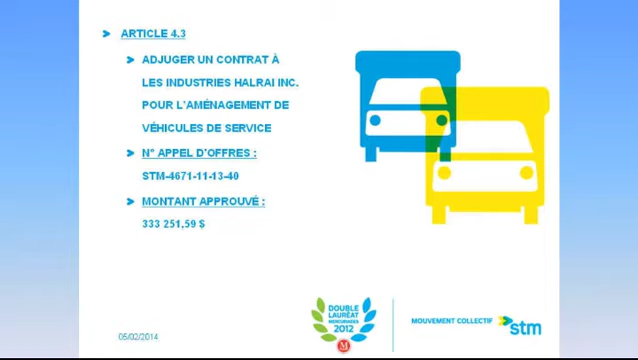 ARTICLE 4.3
ADJUGER UN CONTRAT À
LES INDUSTRIES HALRAI INC.
POUR L'AMÉNAGEMENT DE
VÉHICULES DE SERVICE
N° APPEL D'OFFRES :
STM-4671-11-13-40
MONTANT APPROUVÉ :
333 251,59 $
05/02/2014
DOUBLE
LAURÉAT
MERCURIADES
2012
M
MOUVEMENT COLLECTIF
stm